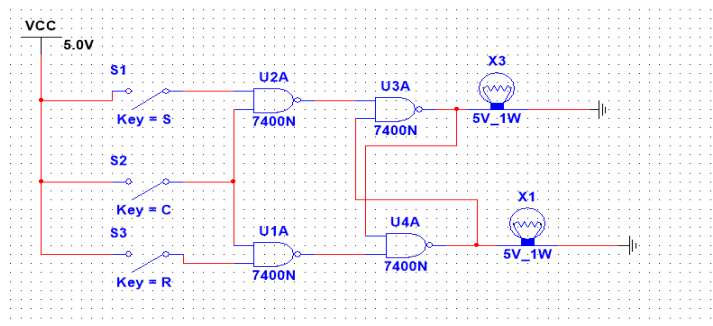 VCC
5.0V
S1
Key = S
U2A
7400N
U3A
7400N
X3
5V_1W
S2
Key = C
S3
Key = R
U1A
7400N
U4A
7400N
X1
5V_1W